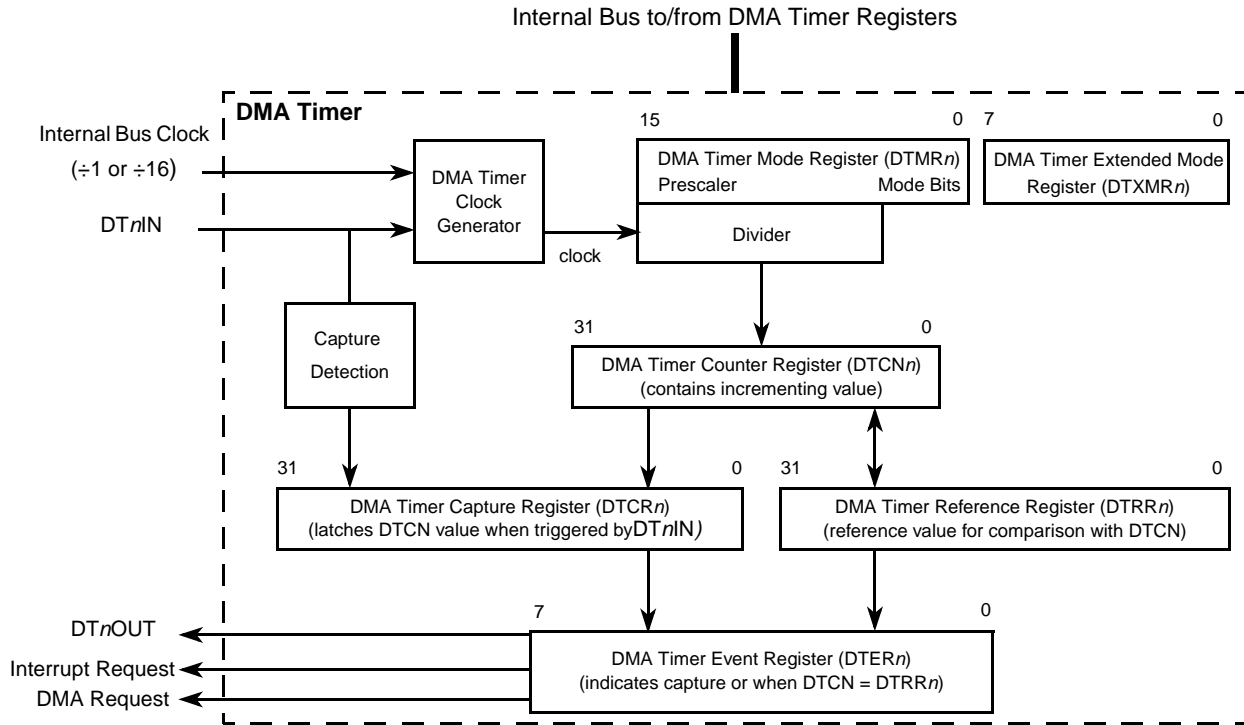 Internal Bus to/from DMA Timer Registers
DMA Timer
15 0 7 0
Internal Bus Clock
(÷1 or ÷16)
DMA Timer
Clock
Generator
DMA Timer Mode Register (DTMRn)
Prescaler Mode Bits
DMA Timer Extended Mode
Register (DTXMRn)
DTnIN
clock
Divider
Capture
Detection
31 0
DMA Timer Counter Register (DTCNn)
(contains incrementing value)
31 0 31 0
DMA Timer Capture Register (DTCRn)
(latches DTCN value when triggered byDTnIN)
DMA Timer Reference Register (DTRRn)
(reference value for comparison with DTCN)
7 0
DTnOUT
Interrupt Request
DMA Request
DMA Timer Event Register (DTERn)
(indicates capture or when DTCN = DTRRn)